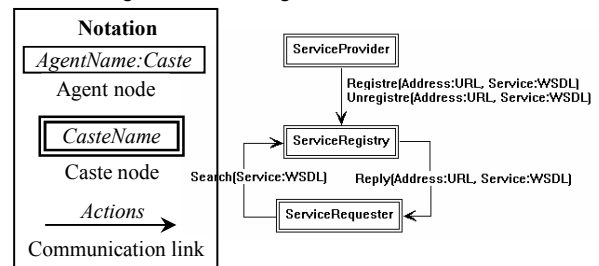 Notation
AgentName:Caste
Agent node
CasteName
Caste node
Actions
Communication link
ServiceProvider
Registre(Address:URL, Service:WSDL)
Unregistre(Address:URL, Service:WSDL)
ServiceRegistry
Search(Service:WSDL)
Reply(Address:URL, Service:WSDL)
ServiceRequester